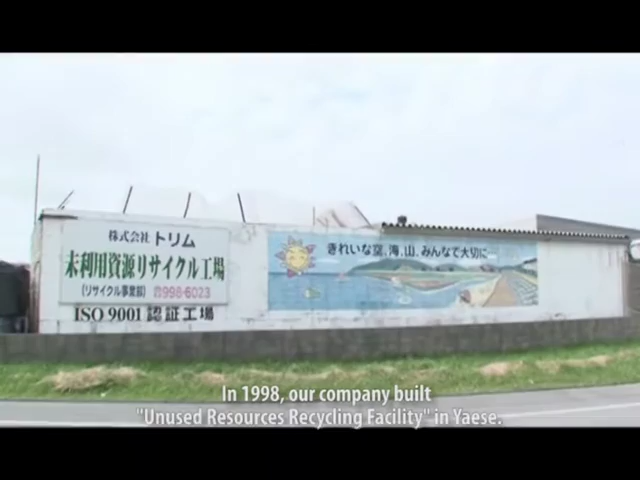 株式会社 トリム
未利用資源リサイクル工場
(リサイクル事業部) ☎998-6023
ISO 9001 認証工場
きれいな空、海、山、みんなで大切に
In 1998, our company built
"Unused Resources Recycling Facility" in Yaese.